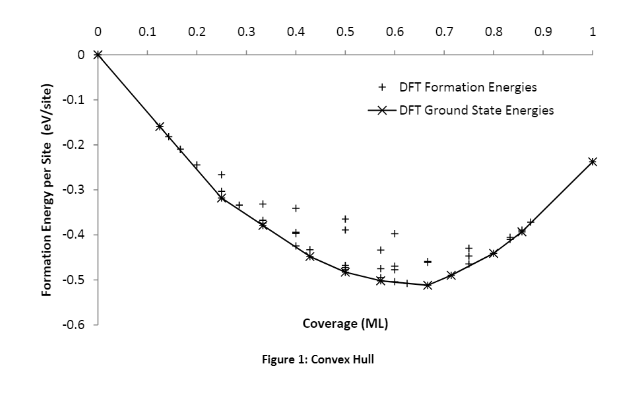 0 0.1 0.2 0.3 0.4 0.5 0.6 0.7 0.8 0.9 1
0
-0.1
-0.2
-0.3
-0.4
-0.5
-0.6
Formation Energy per Site (eV/site)
DFT Formation Energies
DFT Ground State Energies
Coverage (ML)
Figure 1: Convex Hull